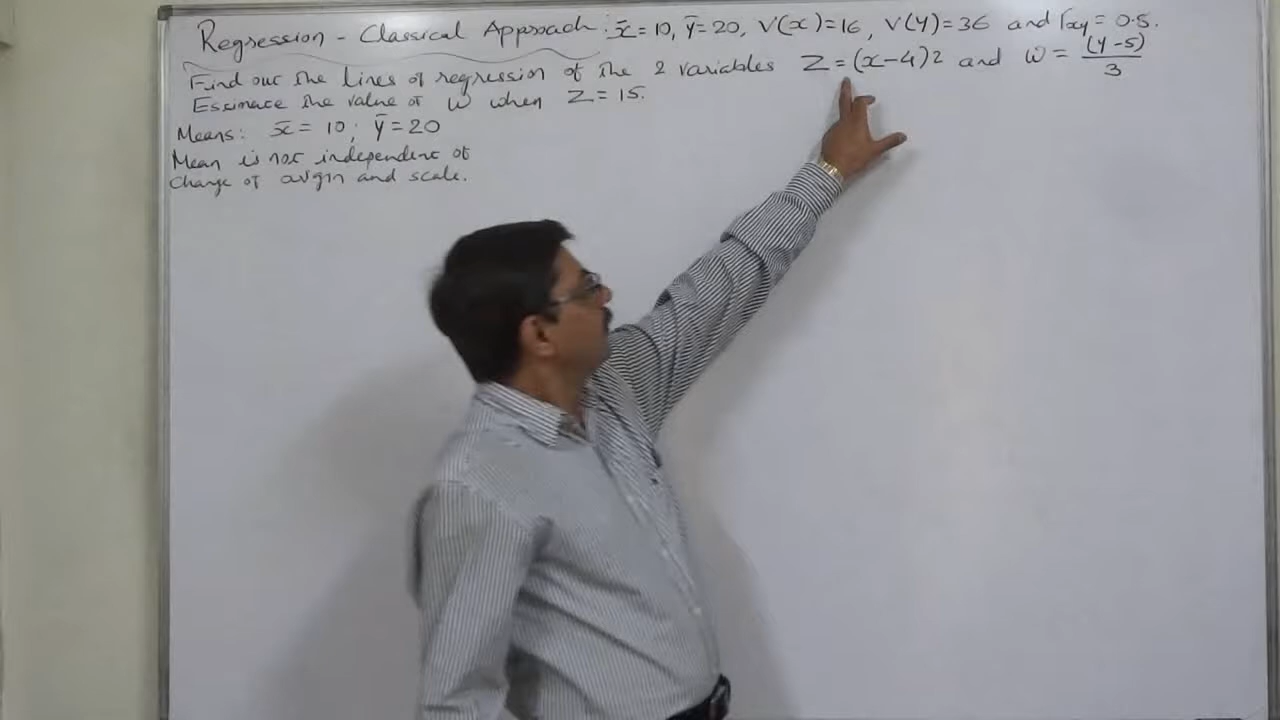 Regression - Classical Approach : x̄ = 10, ȳ = 20, V(x) = 16, V(y) = 36 and rxy = 0.5.
Find out the lines of regression of the 2 variables Z = (x-4)2 and W = (y-5)/3
Estimate the value of W when Z = 15.
Means: x̄ = 10; ȳ = 20
Mean is not independent of
Change of origin and scale.